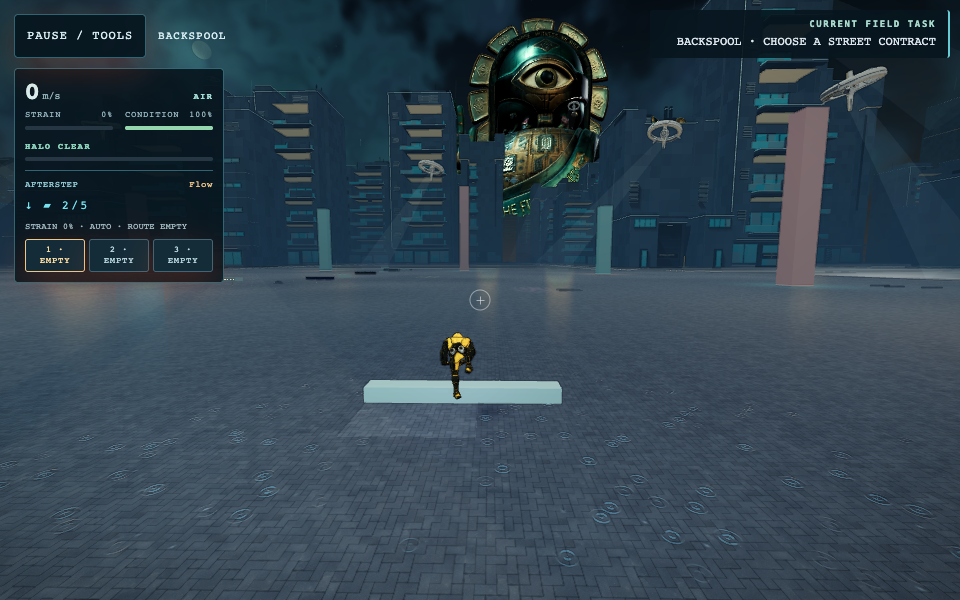 PAUSE / TOOLS
BACKSPOOL
CURRENT FIELD TASK
BACKSPOOL · CHOOSE A STREET CONTRACT
0 m/s
AIR
STRAIN 0%
CONDITION 100%
HALO CLEAR
AFTERSTEP
Flow
↓ ▰ 2/5
STRAIN 0% · AUTO · ROUTE EMPTY
1 · EMPTY
2 · EMPTY
3 · EMPTY